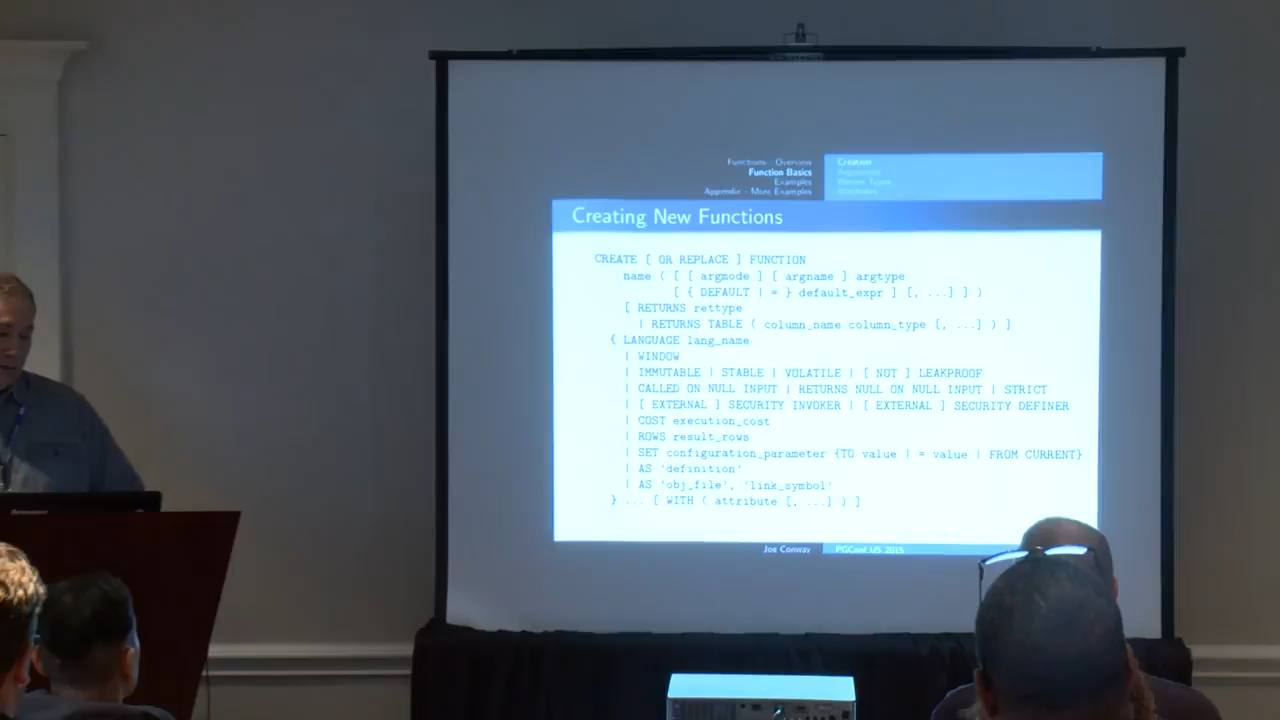 Functions - Overview
Function Basics
Examples
Appendix - More Examples
Creation
Creating New Functions
CREATE [ OR REPLACE ] FUNCTION
name ( [ [ argmode ] [ argname ] argtype
[ { DEFAULT | = } default_expr ] [, ...] ] )
[ RETURNS rettype
| RETURNS TABLE ( column_name column_type [, ...] ) ]
{ LANGUAGE lang_name
| WINDOW
| IMMUTABLE | STABLE | VOLATILE | [ NOT ] LEAKPROOF
| CALLED ON NULL INPUT | RETURNS NULL ON NULL INPUT | STRICT
| [ EXTERNAL ] SECURITY INVOKER | [ EXTERNAL ] SECURITY DEFINER
| COST execution_cost
| ROWS result_rows
| SET configuration_parameter {TO value | = value | FROM CURRENT}
| AS 'definition'
| AS 'obj_file', 'link_symbol'
} ... [ WITH ( attribute [, ...] ) ]
Joe Conway
PGConf US 2015